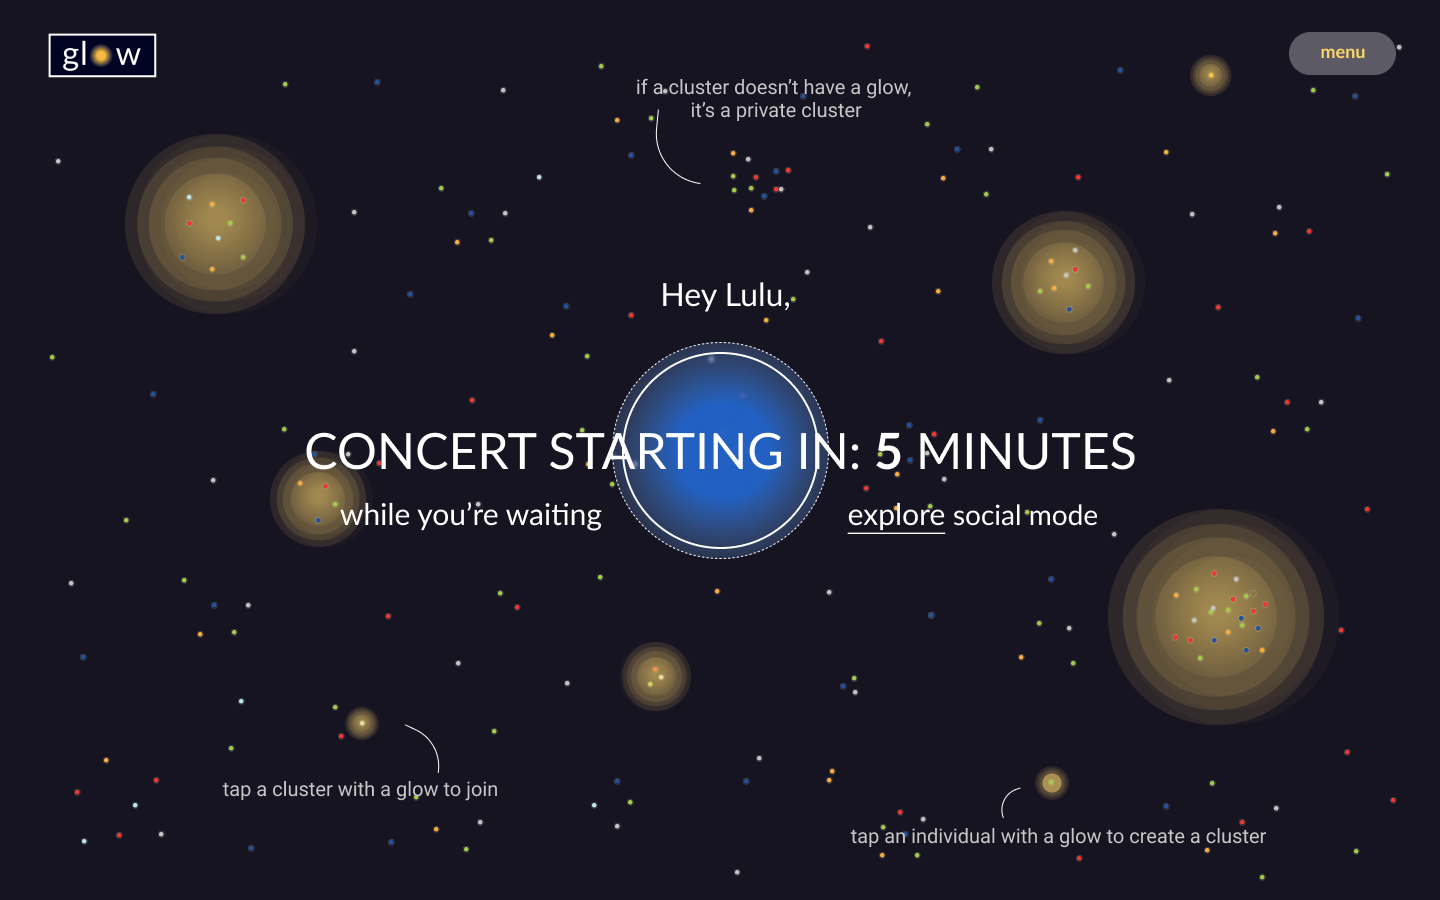 glow
menu
if a cluster doesn’t have a glow,
it’s a private cluster
Hey Lulu,
CONCERT STARTING IN: 5 MINUTES
while you’re waiting
explore social mode
tap a cluster with a glow to join
tap an individual with a glow to create a cluster